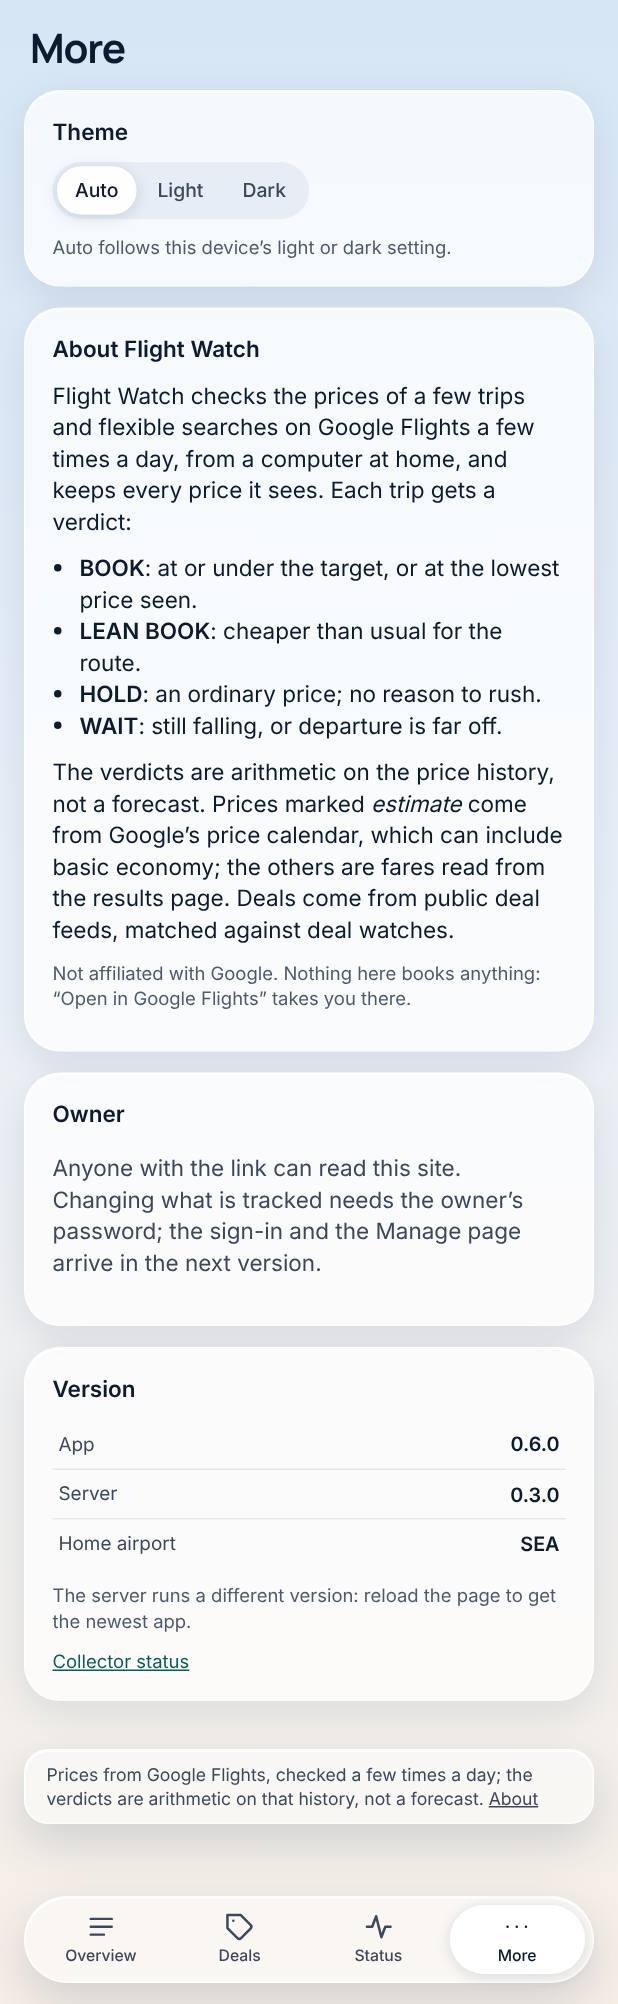 More
Theme
Auto Light Dark
Auto follows this device’s light or dark setting.
About Flight Watch
Flight Watch checks the prices of a few trips
and flexible searches on Google Flights a few
times a day, from a computer at home, and
keeps every price it sees. Each trip gets a
verdict:
• BOOK: at or under the target, or at the lowest
price seen.
• LEAN BOOK: cheaper than usual for the
route.
• HOLD: an ordinary price; no reason to rush.
• WAIT: still falling, or departure is far off.
The verdicts are arithmetic on the price history,
not a forecast. Prices marked estimate come
from Google’s price calendar, which can include
basic economy; the others are fares read from
the results page. Deals come from public deal
feeds, matched against deal watches.
Not affiliated with Google. Nothing here books anything:
“Open in Google Flights” takes you there.
Owner
Anyone with the link can read this site.
Changing what is tracked needs the owner’s
password; the sign-in and the Manage page
arrive in the next version.
Version
App 0.6.0
Server 0.3.0
Home airport SEA
The server runs a different version: reload the page to get
the newest app.
Collector status
Prices from Google Flights, checked a few times a day; the
verdicts are arithmetic on that history, not a forecast. About
Overview Deals Status More